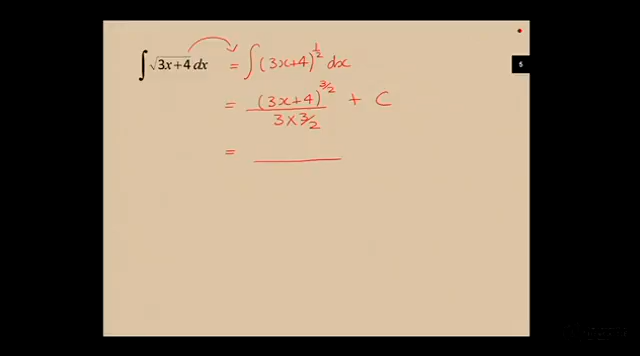 ∫ √3x+4 dx = ∫ (3x+4)^½ dx
5
= (3x+4)^3/2 / 3×3/2 + C
=